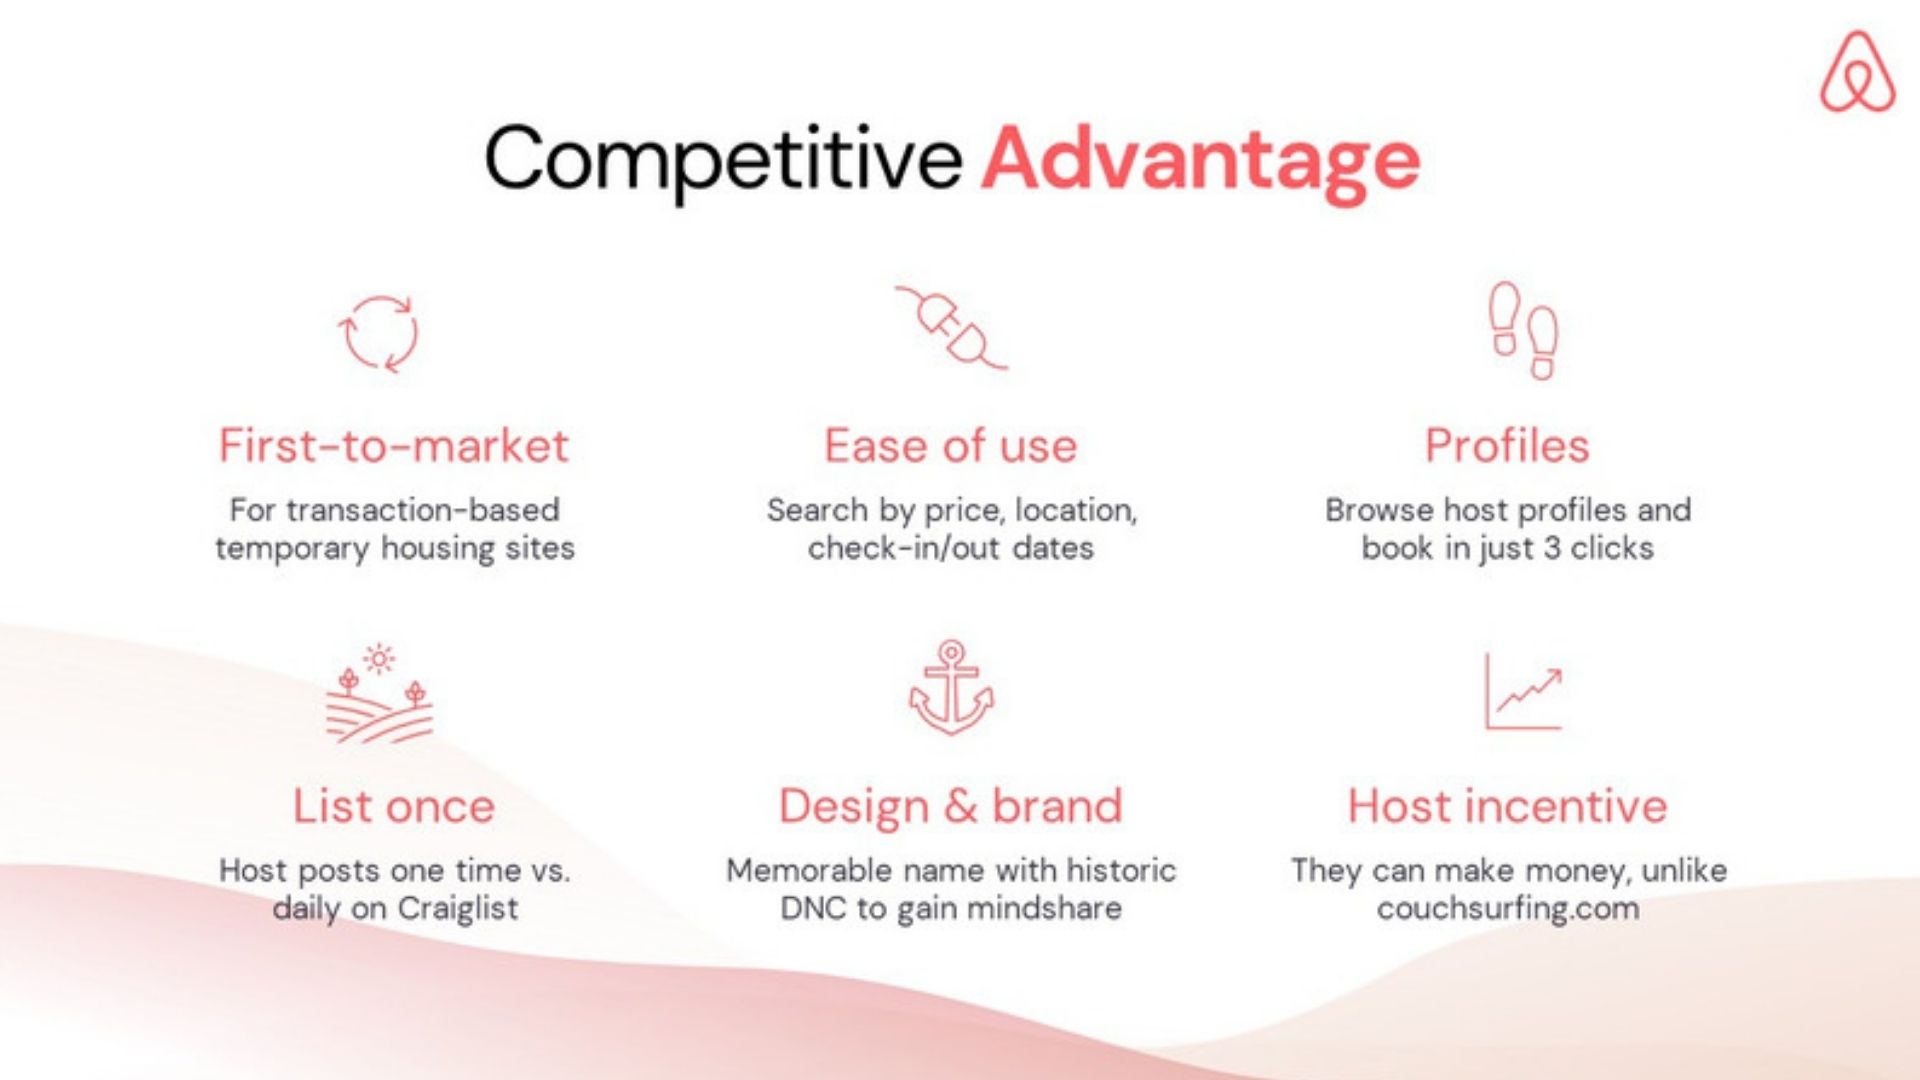 Competitive Advantage
First-to-market
For transaction-based
temporary housing sites
Ease of use
Search by price, location,
check-in/out dates
Profiles
Browse host profiles and
book in just 3 clicks
List once
Host posts one time vs.
daily on Craiglist
Design & brand
Memorable name with historic
DNC to gain mindshare
Host incentive
They can make money, unlike
couchsurfing.com